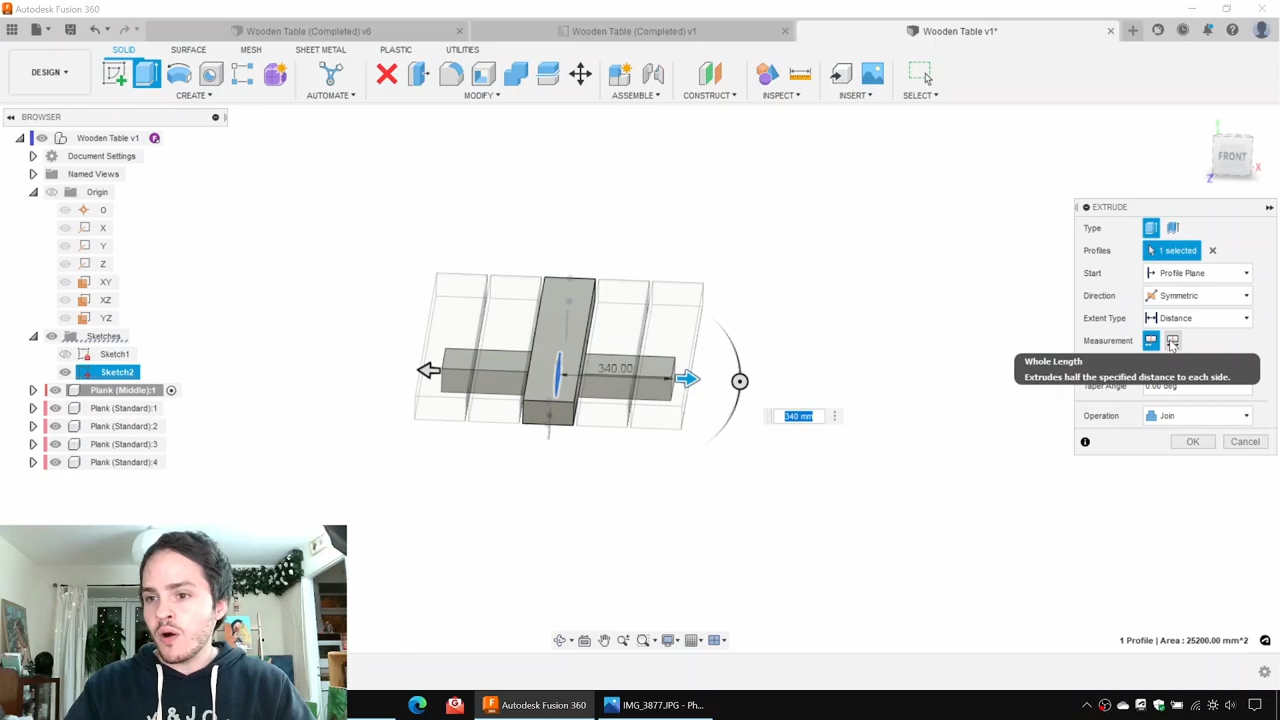 Autodesk Fusion 360
Wooden Table (Completed) v6
Wooden Table (Completed) v1
Wooden Table v1*
DESIGN
SOLID
SURFACE
MESH
SHEET METAL
PLASTIC
UTILITIES
CREATE
AUTOMATE
MODIFY
ASSEMBLE
CONSTRUCT
INSPECT
INSERT
SELECT
BROWSER
Wooden Table v1
Document Settings
Named Views
Origin
O
X
Y
Z
XY
XZ
YZ
Sketches
Sketch1
Sketch2
Plank (Middle):1
Plank (Standard):1
Plank (Standard):2
Plank (Standard):3
Plank (Standard):4
340.00
340 mm
Y
FRONT
X
Z
EXTRUDE
Type
Profiles
1 selected
Start
Profile Plane
Direction
Symmetric
Extent Type
Distance
Measurement
Whole Length
Extrudes half the specified distance to each side.
Taper Angle
0.00 deg
Operation
Join
OK
Cancel
1 Profile | Area : 25200.00 mm^2
Autodesk Fusion 360
IMG_3877.JPG - Ph...